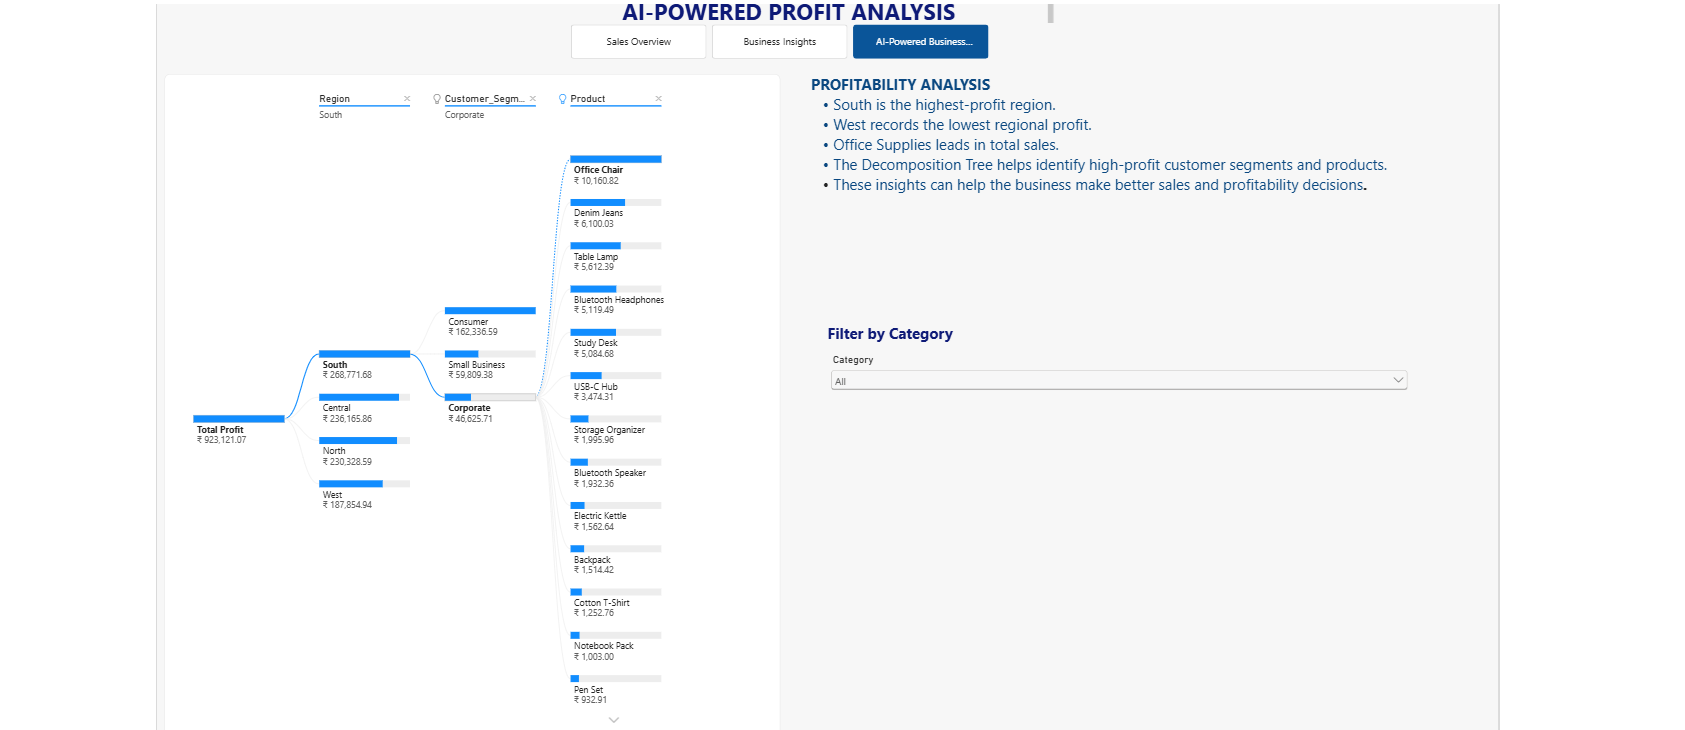 AI-POWERED PROFIT ANALYSIS
Sales Overview
Business Insights
AI-Powered Business...
Region
South
Customer_Segm...
Corporate
Product
Total Profit
₹ 923,121.07
South
₹ 268,771.68
Central
₹ 236,165.86
North
₹ 230,328.59
West
₹ 187,854.94
Consumer
₹ 162,336.59
Small Business
₹ 59,809.38
Corporate
₹ 46,625.71
Office Chair
₹ 10,160.82
Denim Jeans
₹ 6,100.03
Table Lamp
₹ 5,612.39
Bluetooth Headphones
₹ 5,119.49
Study Desk
₹ 5,084.68
USB-C Hub
₹ 3,474.31
Storage Organizer
₹ 1,995.96
Bluetooth Speaker
₹ 1,932.36
Electric Kettle
₹ 1,562.64
Backpack
₹ 1,514.42
Cotton T-Shirt
₹ 1,252.76
Notebook Pack
₹ 1,003.00
Pen Set
₹ 932.91
PROFITABILITY ANALYSIS
• South is the highest-profit region.
• West records the lowest regional profit.
• Office Supplies leads in total sales.
• The Decomposition Tree helps identify high-profit customer segments and products.
• These insights can help the business make better sales and profitability decisions.
Filter by Category
Category
All